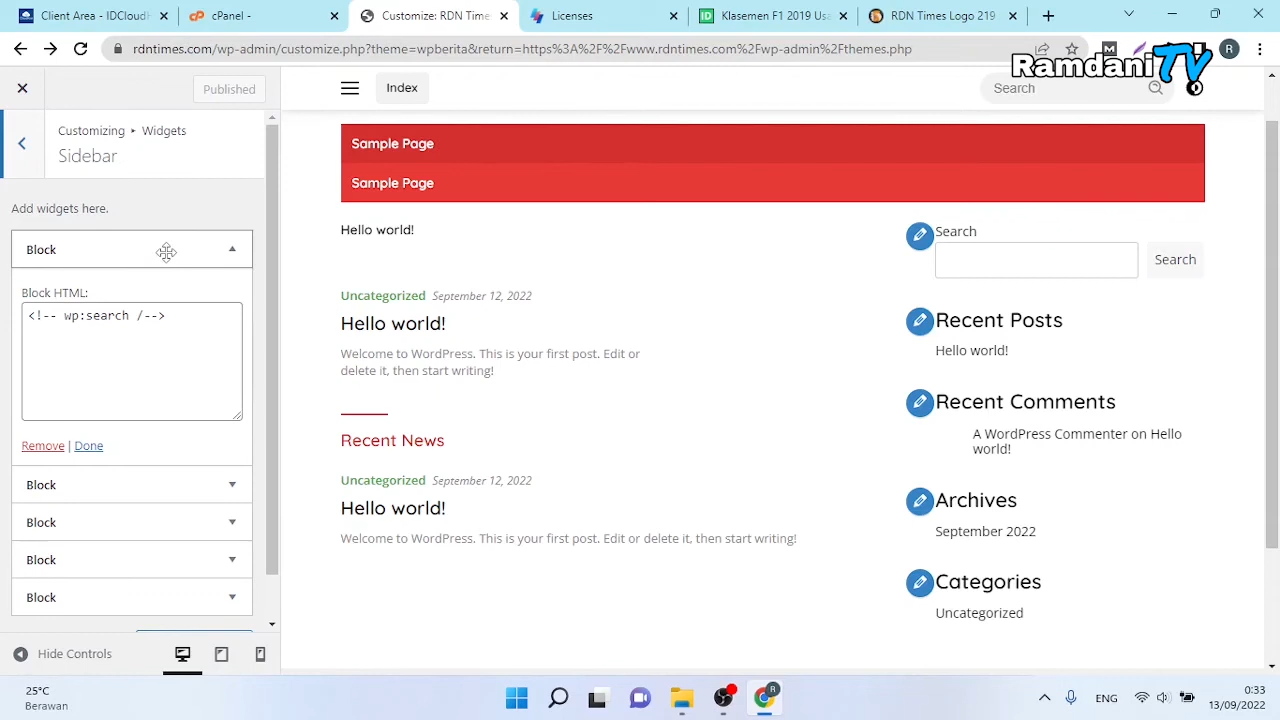 Area Client - IDCloudH
cPanel -
Customize: RDN Times
Licenses
Klasemen F1 2019 Usa
RDN Times Logo 219
rdntimes.com/wp-admin/customize.php?theme=wpberita&return=https%3A%2F%2Fwww.rdntimes.com%2Fwp-admin%2Fthemes.php
M
R
RamdaniTV
Published
Index
Search
Customizing ▸ Widgets
Sidebar
Add widgets here.
Block
Block HTML:
<!-- wp:search /-->
Remove | Done
Block
Block
Block
Block
Hide Controls
Sample Page
Sample Page
Hello world!
Uncategorized September 12, 2022
Hello world!
Welcome to WordPress. This is your first post. Edit or
delete it, then start writing!
Recent News
Uncategorized September 12, 2022
Hello world!
Welcome to WordPress. This is your first post. Edit or delete it, then start writing!
Search
Search
Recent Posts
Hello world!
Recent Comments
A WordPress Commenter on Hello
world!
Archives
September 2022
Categories
Uncategorized
25°C
Berawan
R
ENG
0:33
13/09/2022